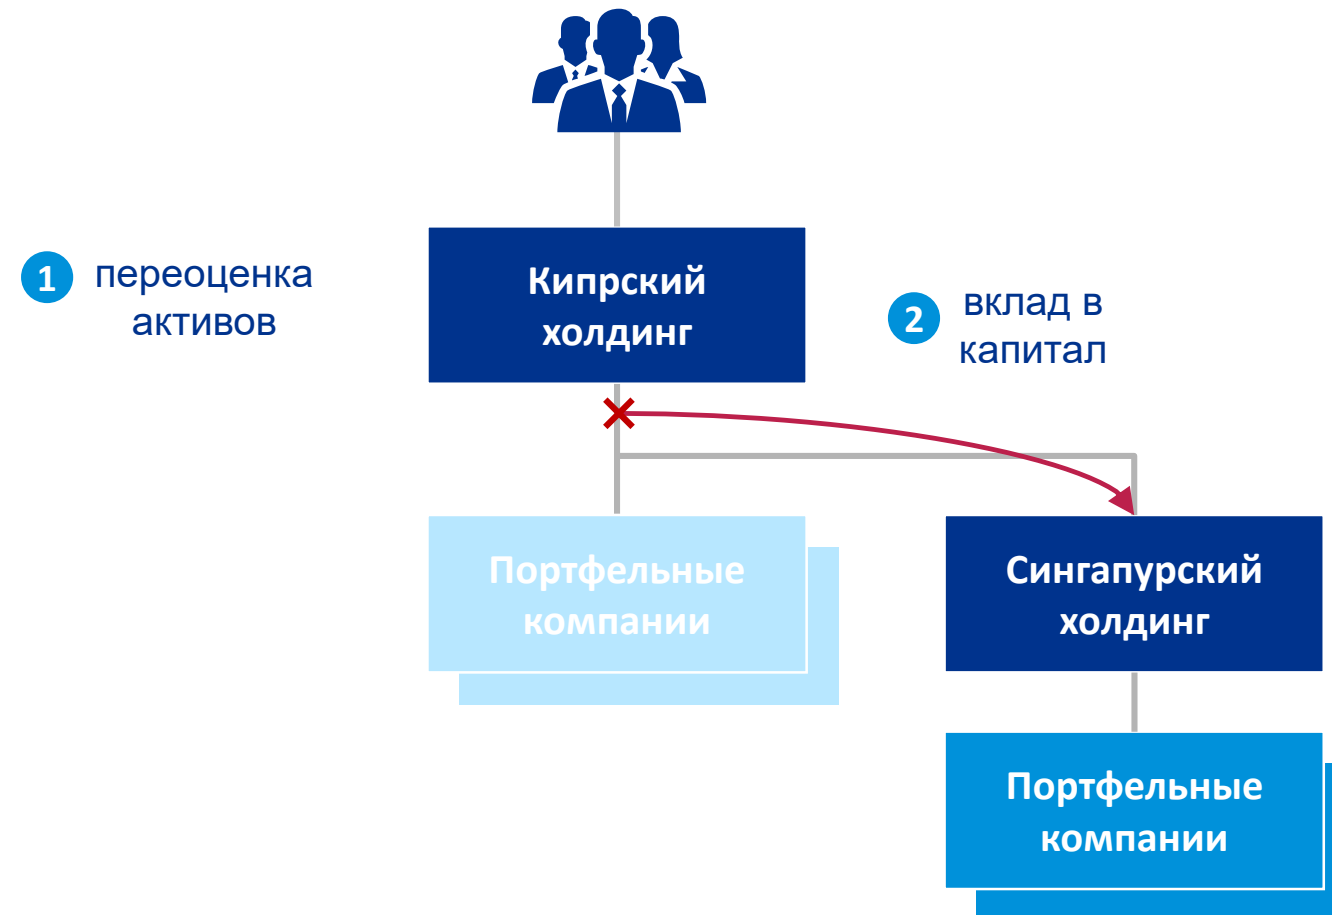 1
переоценка
активов
Кипрский
холдинг
2
вклад в
капитал
Портфельные
компании
Сингапурский
холдинг
Портфельные
компании